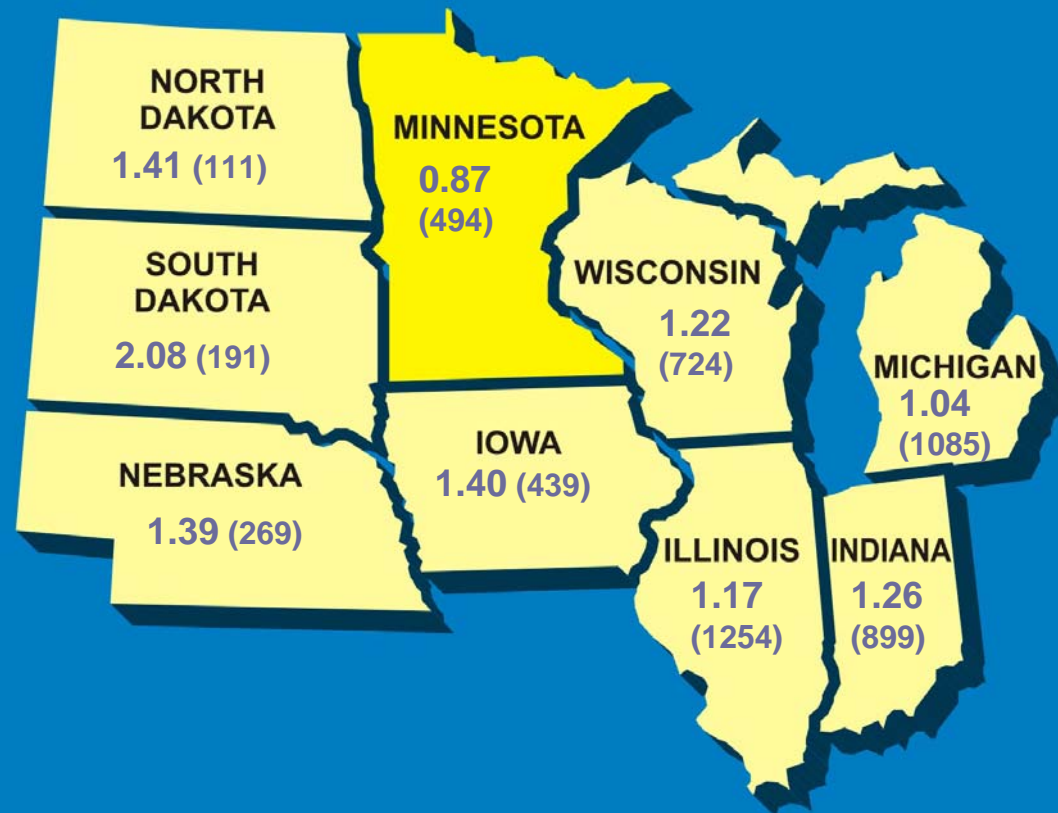 NORTH
DAKOTA
1.41 (111)
MINNESOTA
0.87
(494)
SOUTH
DAKOTA
2.08 (191)
WISCONSIN
1.22
(724)
MICHIGAN
1.04
(1085)
NEBRASKA
1.39 (269)
IOWA
1.40 (439)
ILLINOIS
1.17
(1254)
INDIANA
1.26
(899)